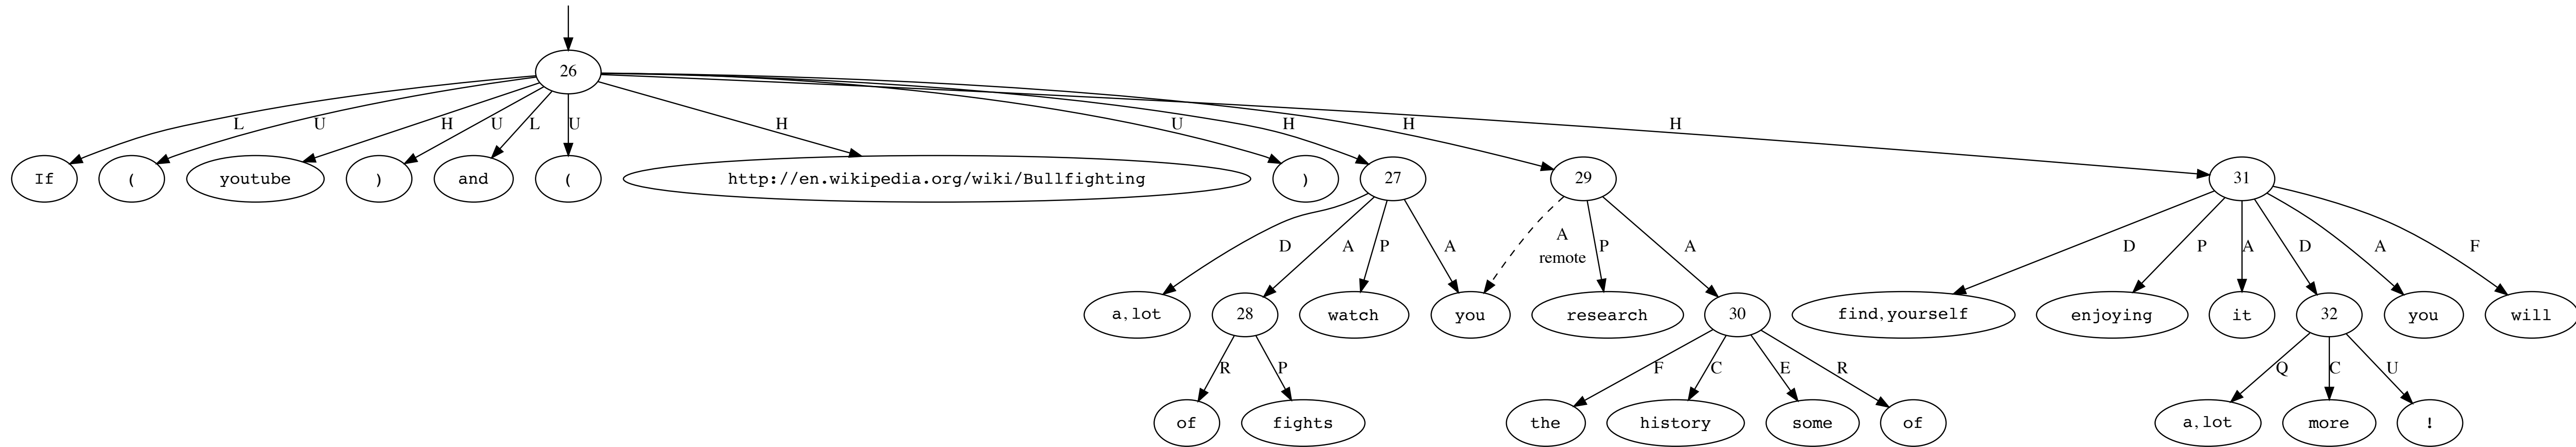 26
L U H U L U H U H H H
If ( youtube ) and ( http://en.wikipedia.org/wiki/Bullfighting ) 27 29 31
D A P A A remote P A D P A D A F
a,lot 28 watch you research 30 find,yourself enjoying it 32 you will
R P F C E R Q C U
of fights the history some of a,lot more !